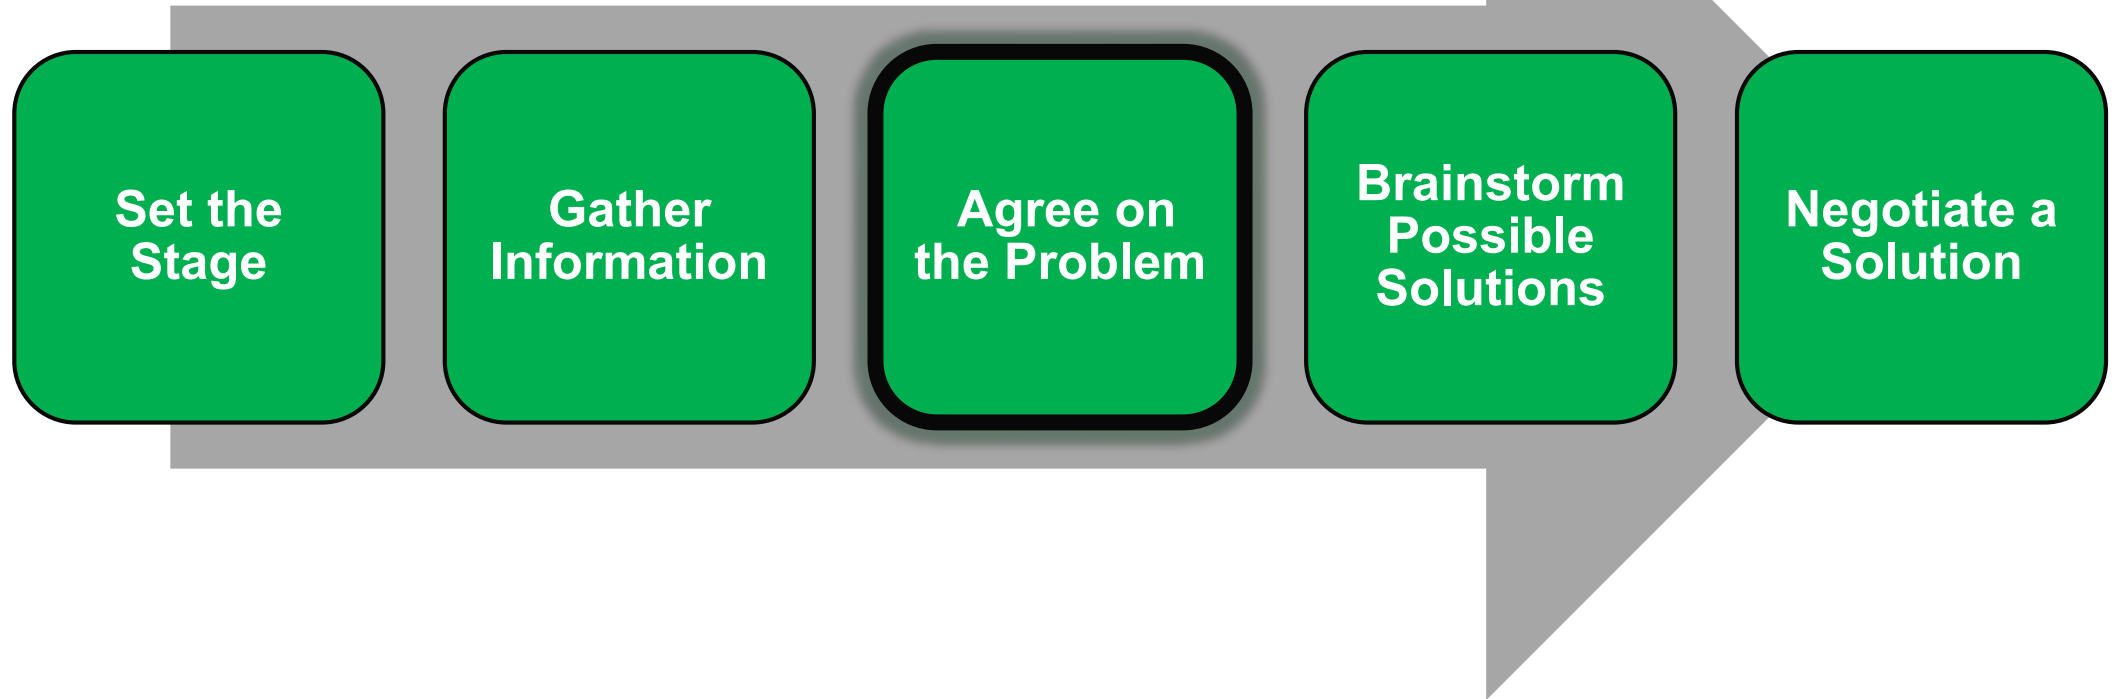 Set the
Stage
Gather
Information
Agree on
the Problem
Brainstorm
Possible
Solutions
Negotiate a
Solution